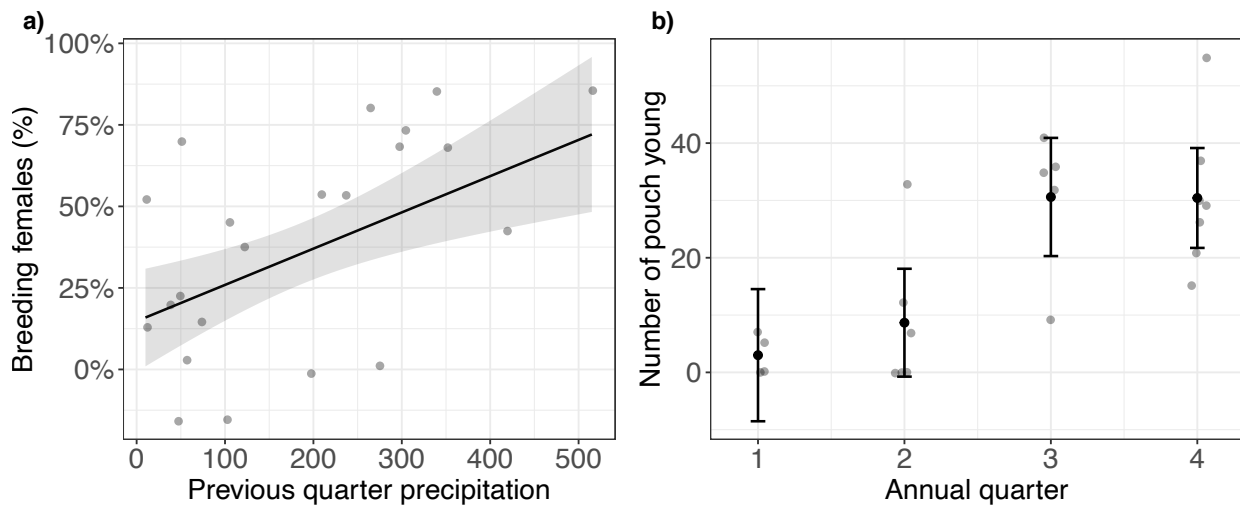 a)
100%
75%
50%
25%
0%
Breeding females (%)
0 100 200 300 400 500
Previous quarter precipitation
b)
40
20
0
Number of pouch young
1 2 3 4
Annual quarter